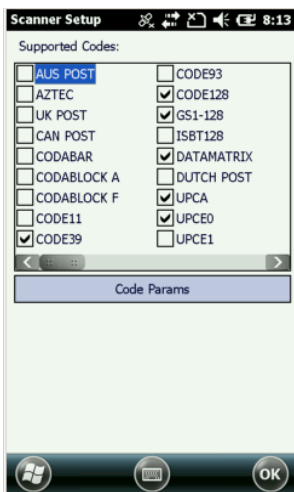 Scanner Setup 8:13
Supported Codes:
AUS POST CODE93
AZTEC CODE128
UK POST GS1-128
CAN POST ISBT128
CODABAR DATAMATRIX
CODABLOCK A DUTCH POST
CODABLOCK F UPCA
CODE11 UPCE0
CODE39 UPCE1
Code Params
OK